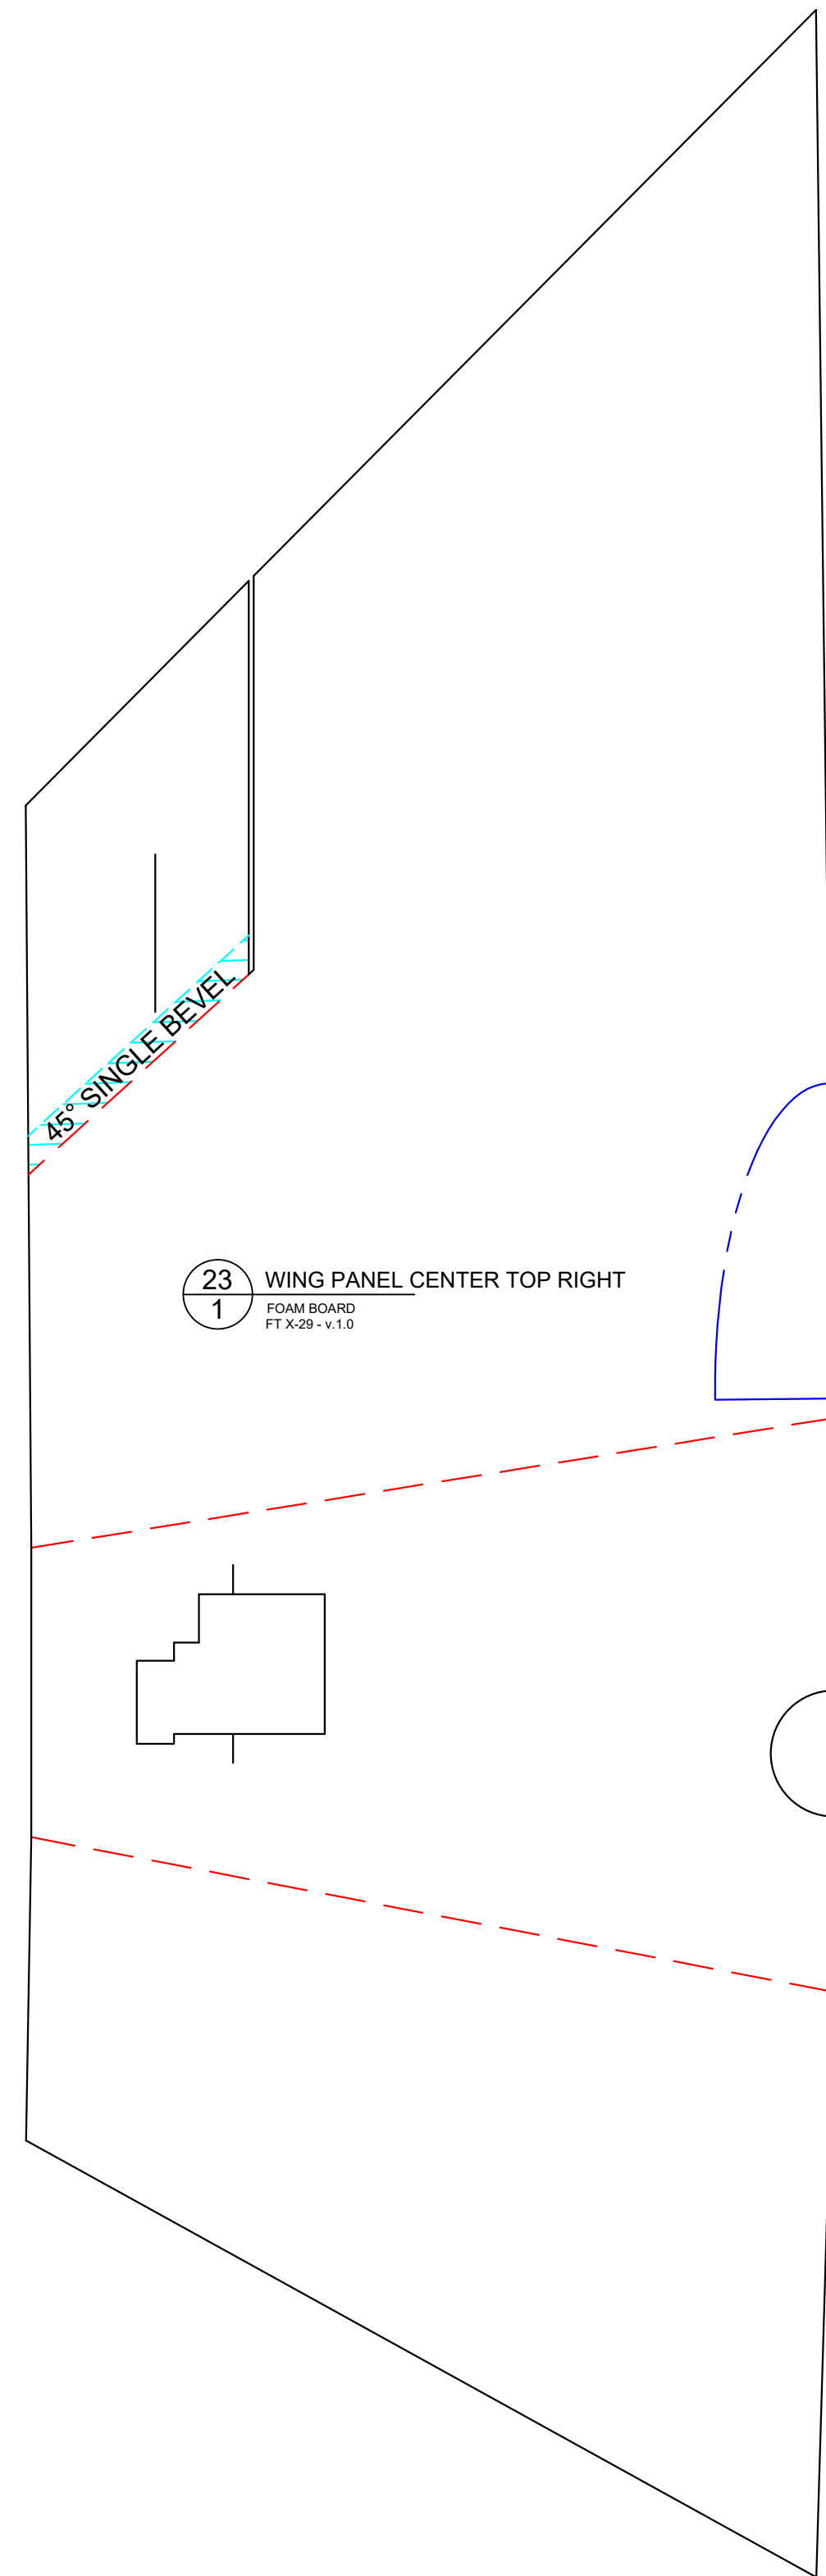 45° SINGLE BEVEL
23
1
WING PANEL CENTER TOP RIGHT
FOAM BOARD
FT X-29 - v.1.0